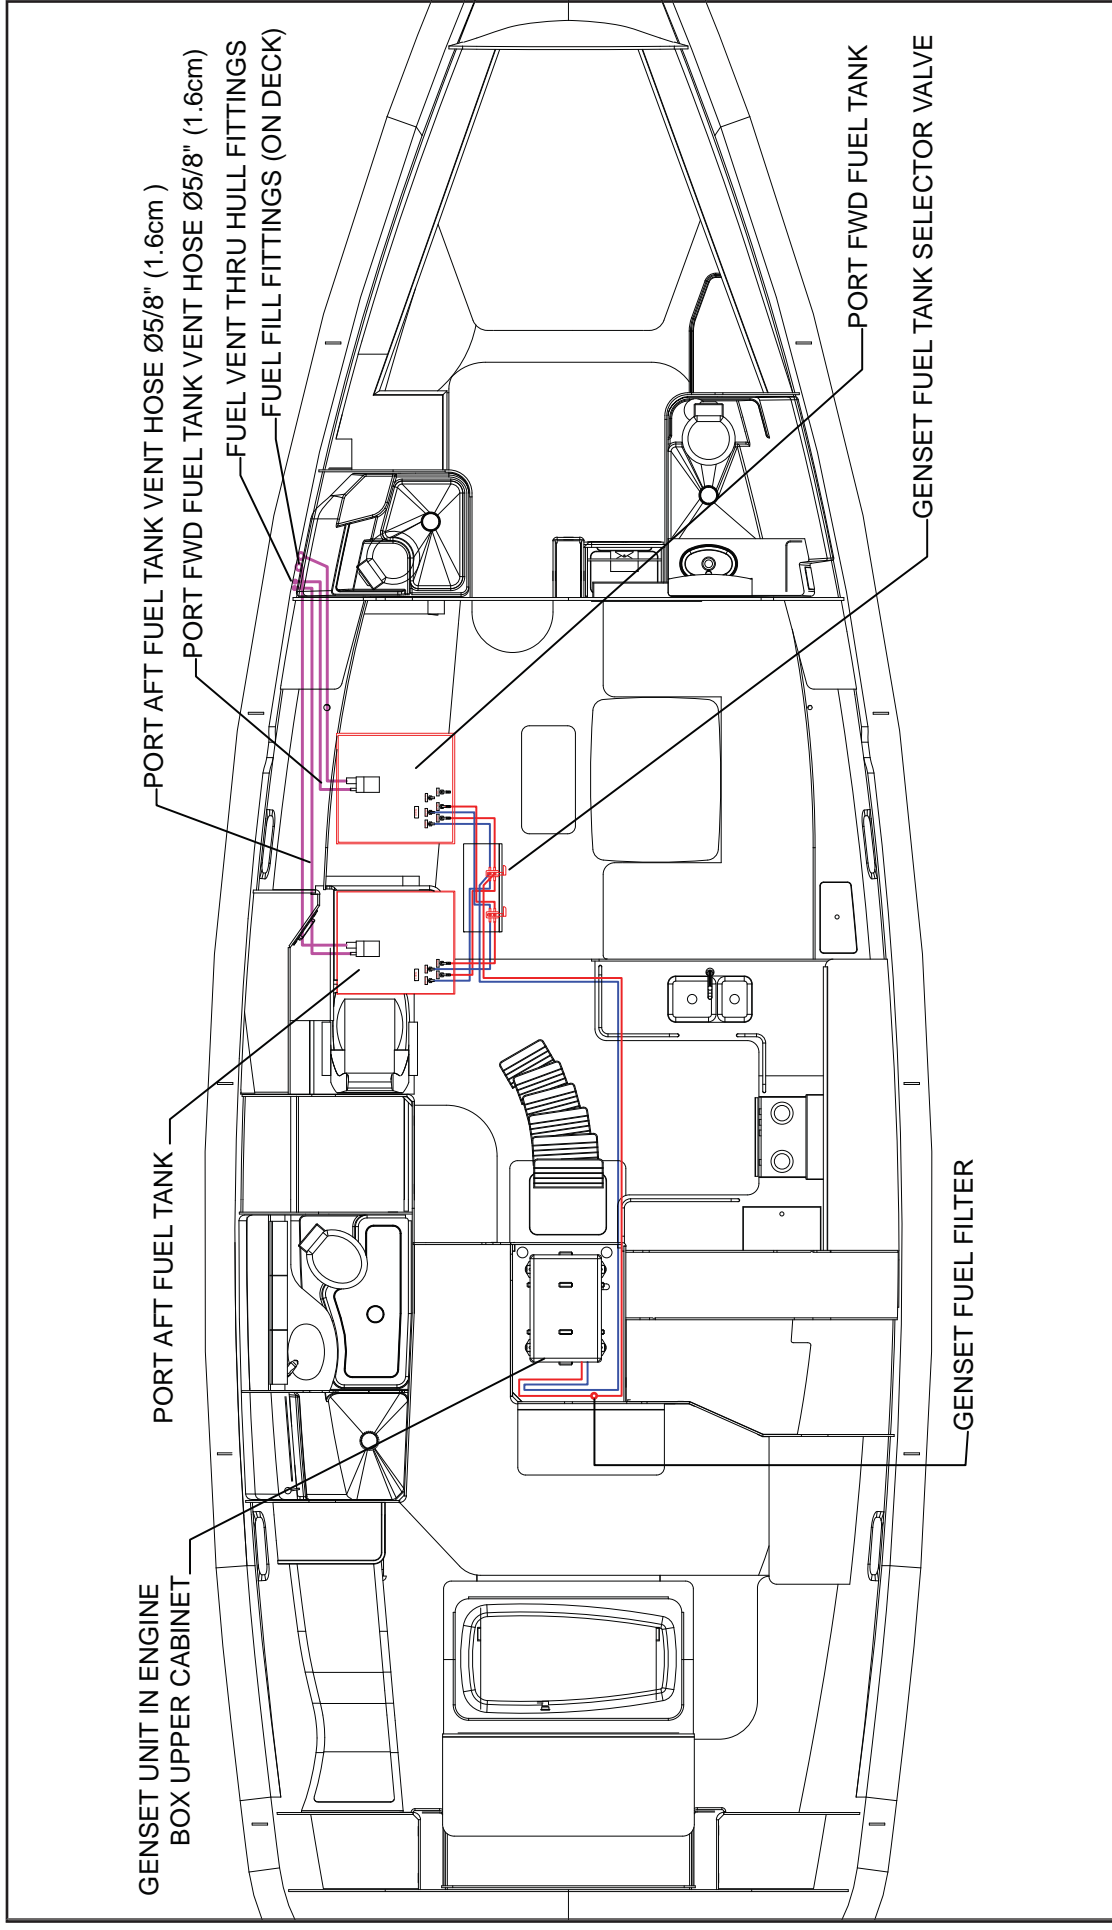 PORT AFT FUEL TANK VENT HOSE Ø5/8" (1.6cm )
PORT FWD FUEL TANK VENT HOSE Ø5/8" (1.6cm)
FUEL VENT THRU HULL FITTINGS
FUEL FILL FITTINGS (ON DECK)
PORT AFT FUEL TANK
GENSET UNIT IN ENGINE
BOX UPPER CABINET
PORT FWD FUEL TANK
GENSET FUEL TANK SELECTOR VALVE
GENSET FUEL FILTER